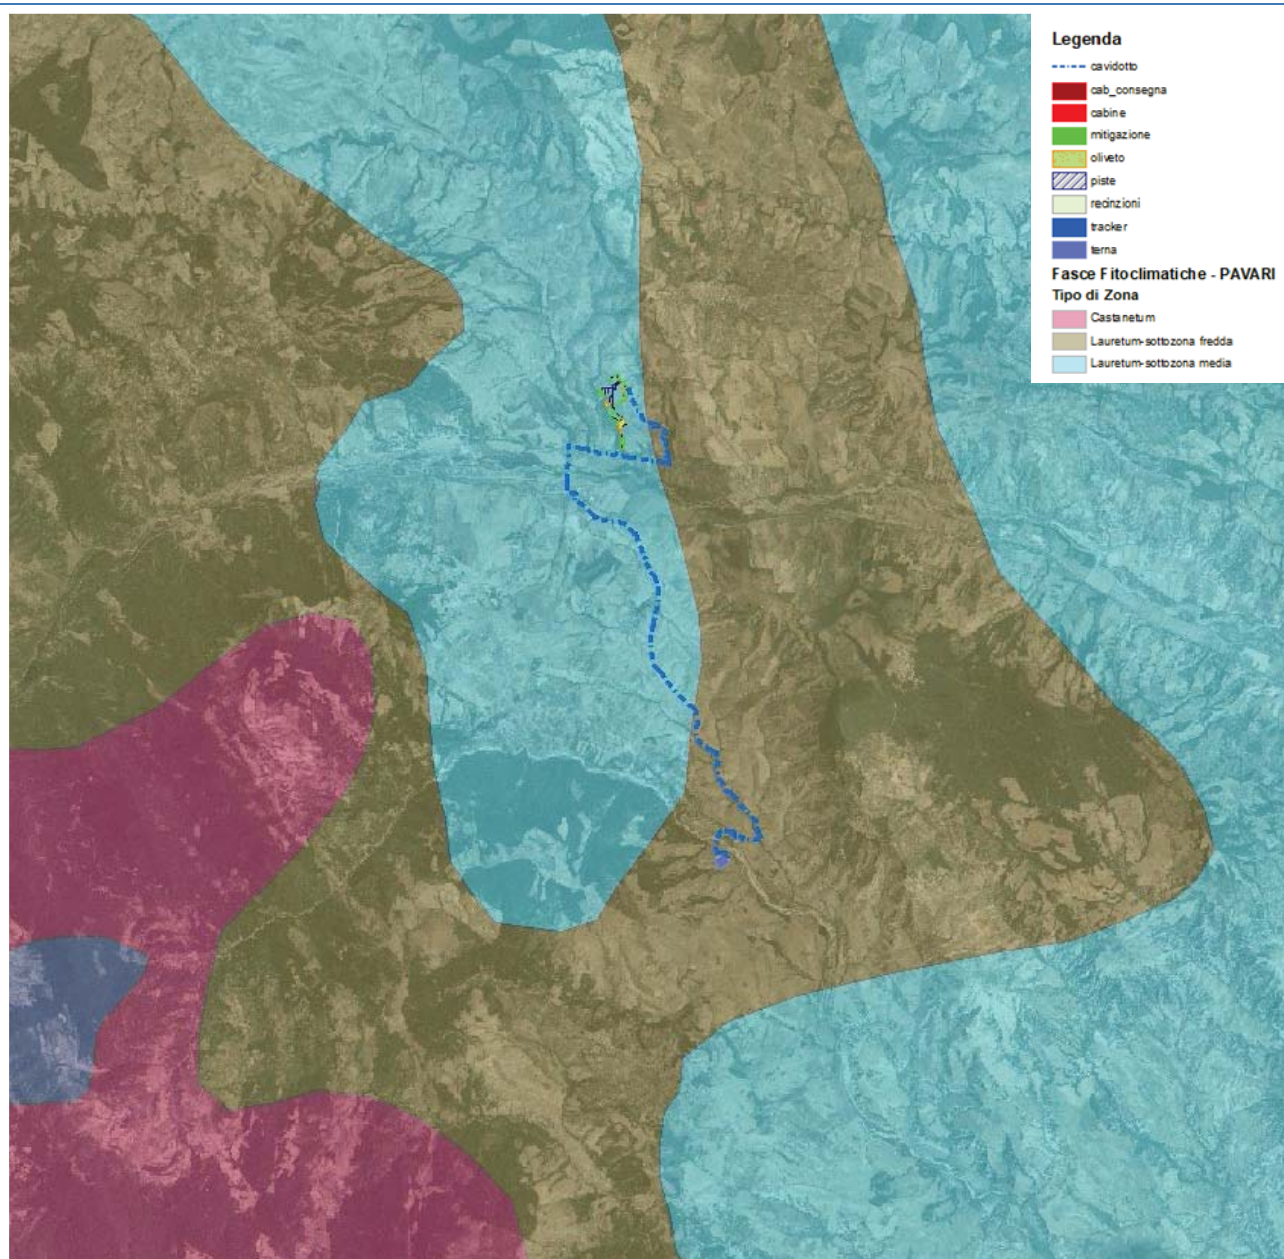 Legenda
cavidotto
cab_consegna
cabine
mitigazione
oliveto
piste
recinzioni
tracker
terna
Fasce Fitoclimatiche - PAVARI
Tipo di Zona
Castanetum
Lauretum-sottozona fredda
Lauretum-sottozona media